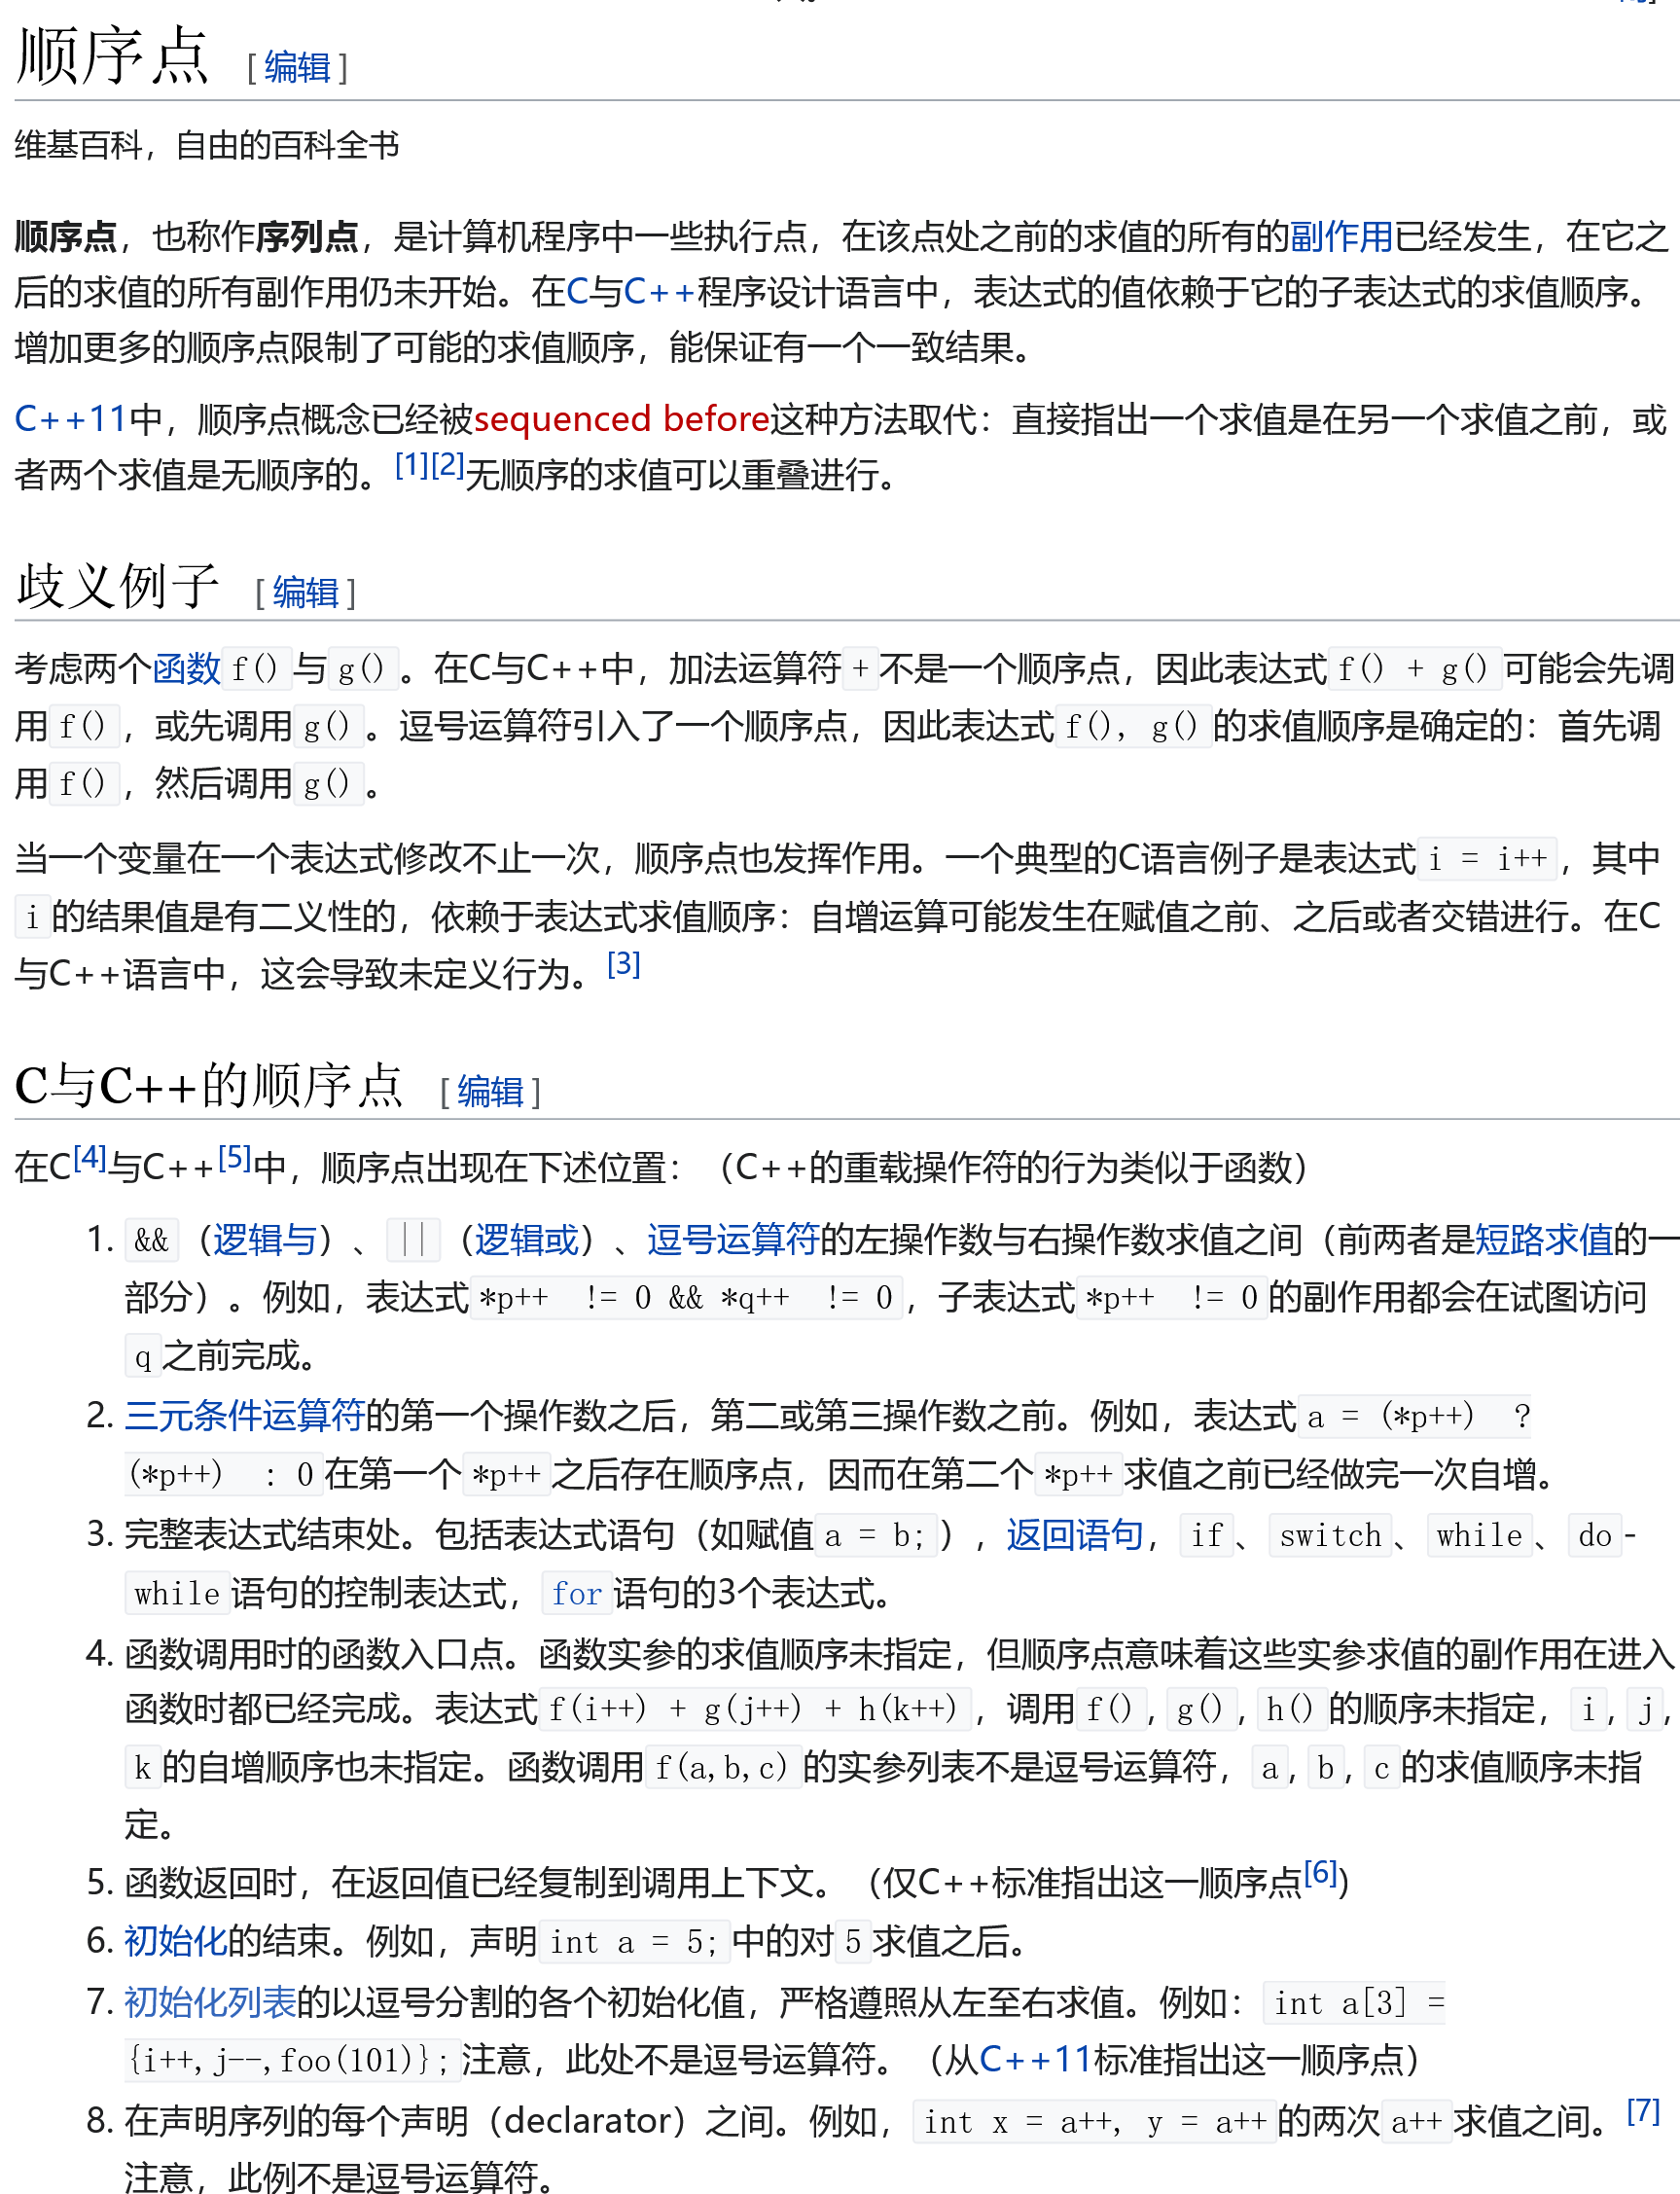 顺序点 [编辑]
维基百科，自由的百科全书
顺序点，也称作序列点，是计算机程序中一些执行点，在该点处之前的求值的所有的副作用已经发生，在它之
后的求值的所有副作用仍未开始。在C与C++程序设计语言中，表达式的值依赖于它的子表达式的求值顺序。
增加更多的顺序点限制了可能的求值顺序，能保证有一个一致结果。
C++11中，顺序点概念已经被sequenced before这种方法取代：直接指出一个求值是在另一个求值之前，或
者两个求值是无顺序的。[1][2]无顺序的求值可以重叠进行。
歧义例子 [编辑]
考虑两个函数f()与g()。在C与C++中，加法运算符+不是一个顺序点，因此表达式f() + g()可能会先调
用f()，或先调用g()。逗号运算符引入了一个顺序点，因此表达式f(), g()的求值顺序是确定的：首先调
用f()，然后调用g()。
当一个变量在一个表达式修改不止一次，顺序点也发挥作用。一个典型的C语言例子是表达式i = i++，其中
i的结果值是有二义性的，依赖于表达式求值顺序：自增运算可能发生在赋值之前、之后或者交错进行。在C
与C++语言中，这会导致未定义行为。[3]
C与C++的顺序点 [编辑]
在C[4]与C++[5]中，顺序点出现在下述位置：（C++的重载操作符的行为类似于函数）
1. &&（逻辑与）、||（逻辑或）、逗号运算符的左操作数与右操作数求值之间（前两者是短路求值的一
部分）。例如，表达式*p++ != 0 && *q++ != 0，子表达式*p++ != 0的副作用都会在试图访问
q之前完成。
2. 三元条件运算符的第一个操作数之后，第二或第三操作数之前。例如，表达式a = (*p++) ?
(*p++) : 0在第一个*p++之后存在顺序点，因而在第二个*p++求值之前已经做完一次自增。
3. 完整表达式结束处。包括表达式语句（如赋值a = b;），返回语句，if、switch、while、do-
while语句的控制表达式，for语句的3个表达式。
4. 函数调用时的函数入口点。函数实参的求值顺序未指定，但顺序点意味着这些实参求值的副作用在进入
函数时都已经完成。表达式f(i++) + g(j++) + h(k++)，调用f(), g(), h()的顺序未指定，i, j,
k的自增顺序也未指定。函数调用f(a,b,c)的实参列表不是逗号运算符，a, b, c的求值顺序未指
定。
5. 函数返回时，在返回值已经复制到调用上下文。（仅C++标准指出这一顺序点[6]）
6. 初始化的结束。例如，声明int a = 5;中的对5求值之后。
7. 初始化列表的以逗号分割的各个初始化值，严格遵照从左至右求值。例如：int a[3] =
{i++,j--,foo(101)};注意，此处不是逗号运算符。（从C++11标准指出这一顺序点）
8. 在声明序列的每个声明（declarator）之间。例如，int x = a++, y = a++的两次a++求值之间。[7]
注意，此例不是逗号运算符。